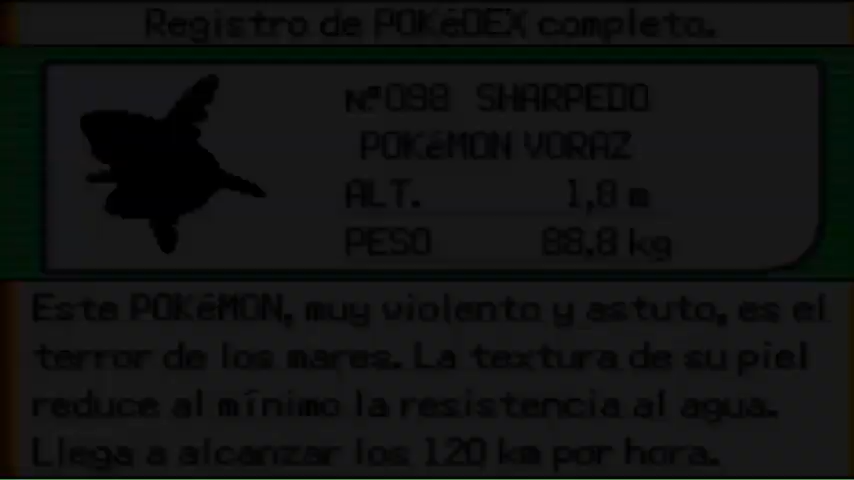 Registro de POKéDEX completo.
Nº098 SHARPEDO
POKéMON VORAZ
ALT. 1,8 m
PESO 88,8 kg
Este POKéMON, muy violento y astuto, es el
terror de los mares. La textura de su piel
reduce al mínimo la resistencia al agua.
Llega a alcanzar los 120 km por hora.